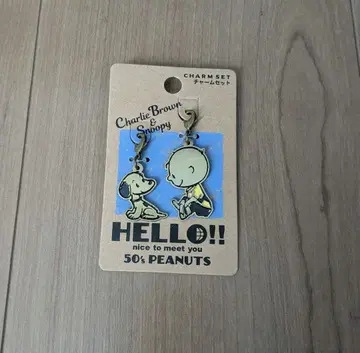 CHARM SET
チャームセット
Charlie Brown
&
Snoopy
HELLO!!
nice to meet you
50's PEANUTS